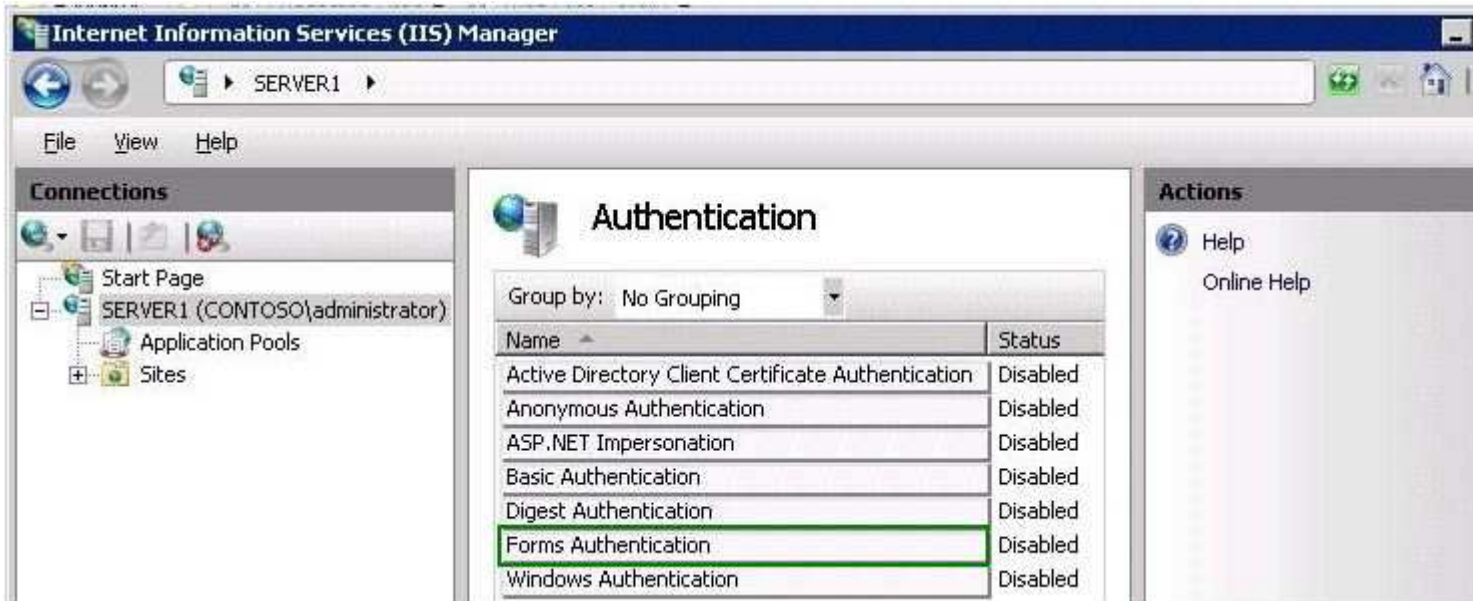 Internet Information Services (IIS) Manager
SERVER1
File View Help
Connections
Start Page
SERVER1 (CONTOSO\administrator)
Application Pools
Sites
Authentication
Group by: No Grouping
Name Status
Active Directory Client Certificate Authentication Disabled
Anonymous Authentication Disabled
ASP.NET Impersonation Disabled
Basic Authentication Disabled
Digest Authentication Disabled
Forms Authentication Disabled
Windows Authentication Disabled
Actions
Help
Online Help